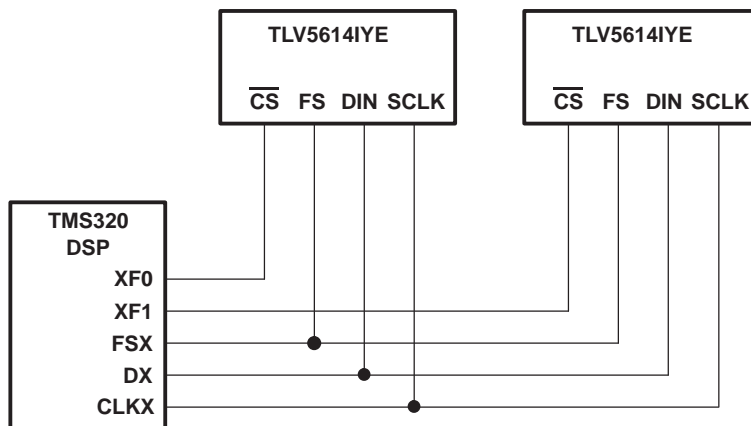 TLV5614IYE
CS FS DIN SCLK
TLV5614IYE
CS FS DIN SCLK
TMS320
DSP
XF0
XF1
FSX
DX
CLKX